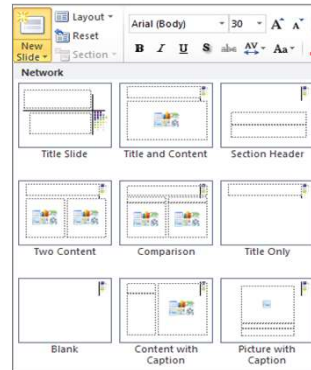 Layout
Arial (Body) 30 A A
Reset
New
Slide
Section
B I U S abc AV Aa
Network
Title Slide
Title and Content
Section Header
Two Content
Comparison
Title Only
Blank
Content with
Caption
Picture with
Caption